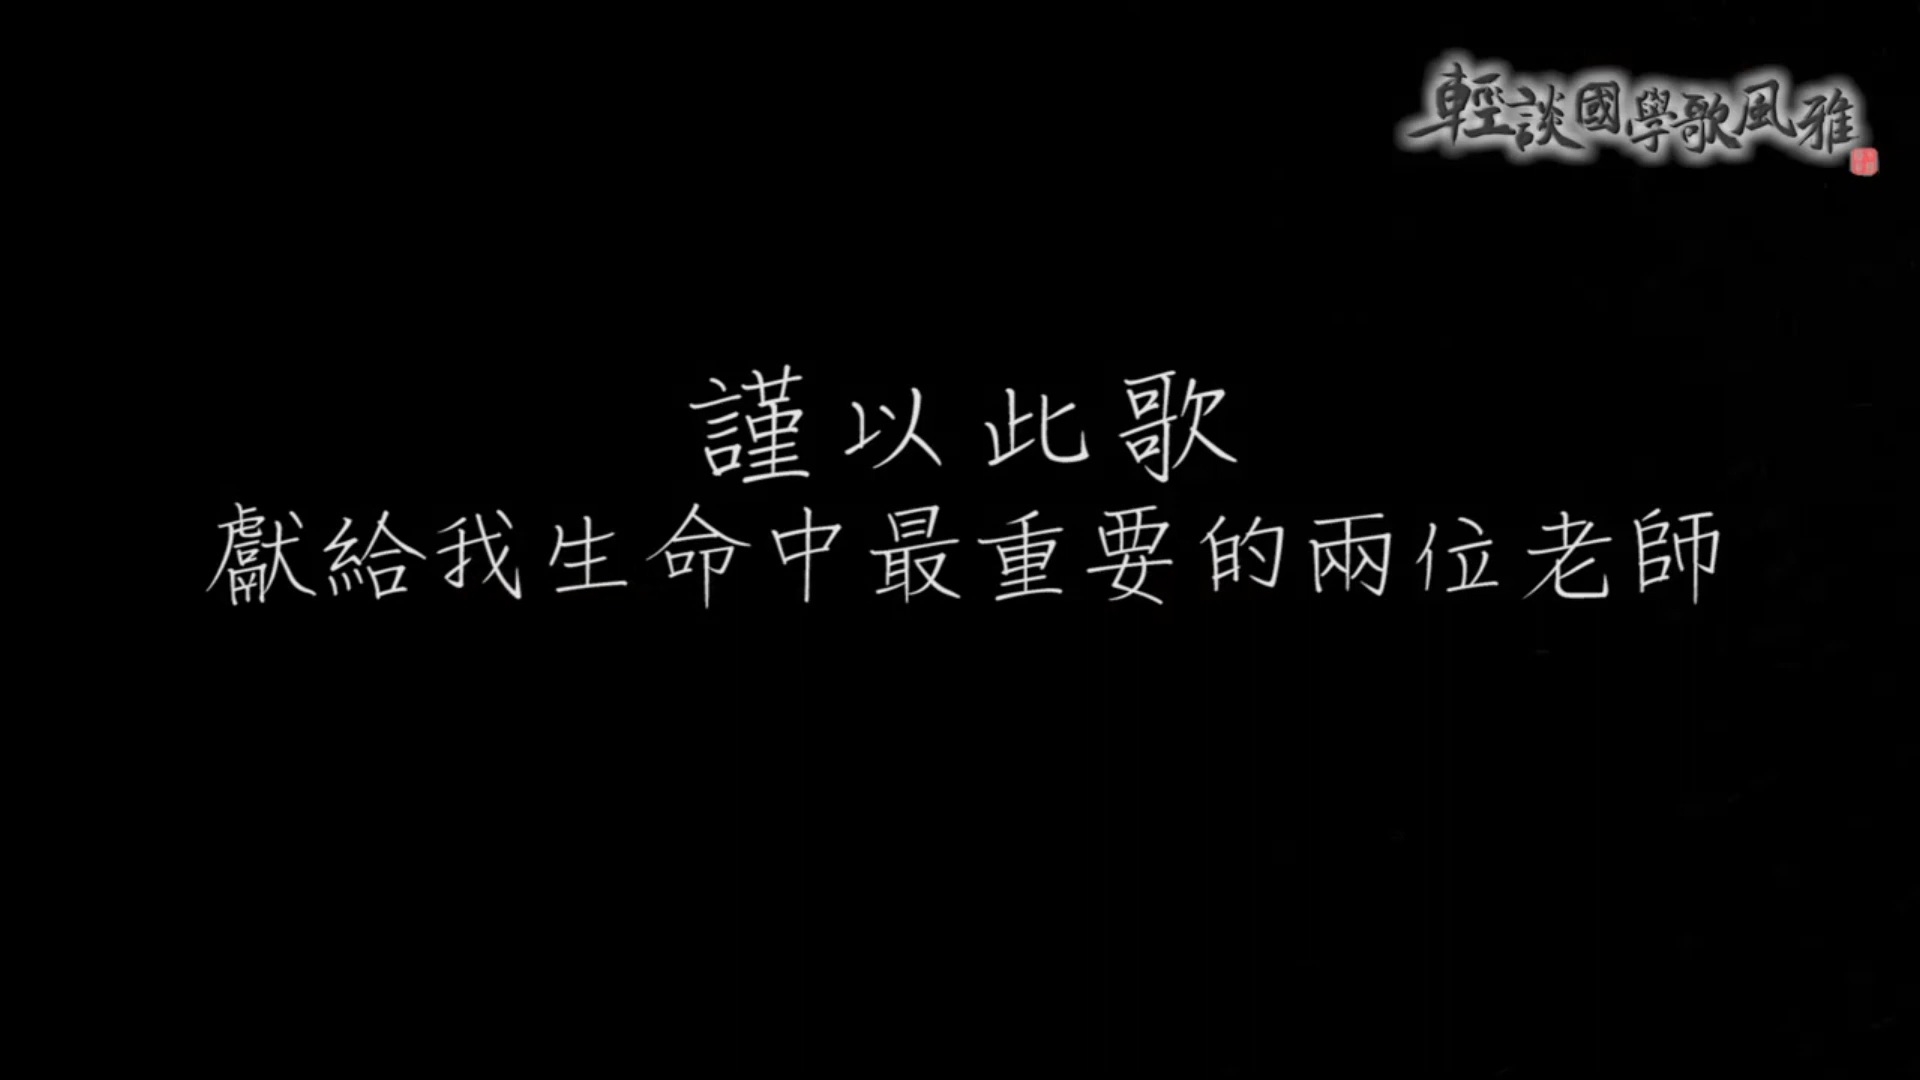 輕談國學歌風雅
謹以此歌
獻給我生命中最重要的兩位老師